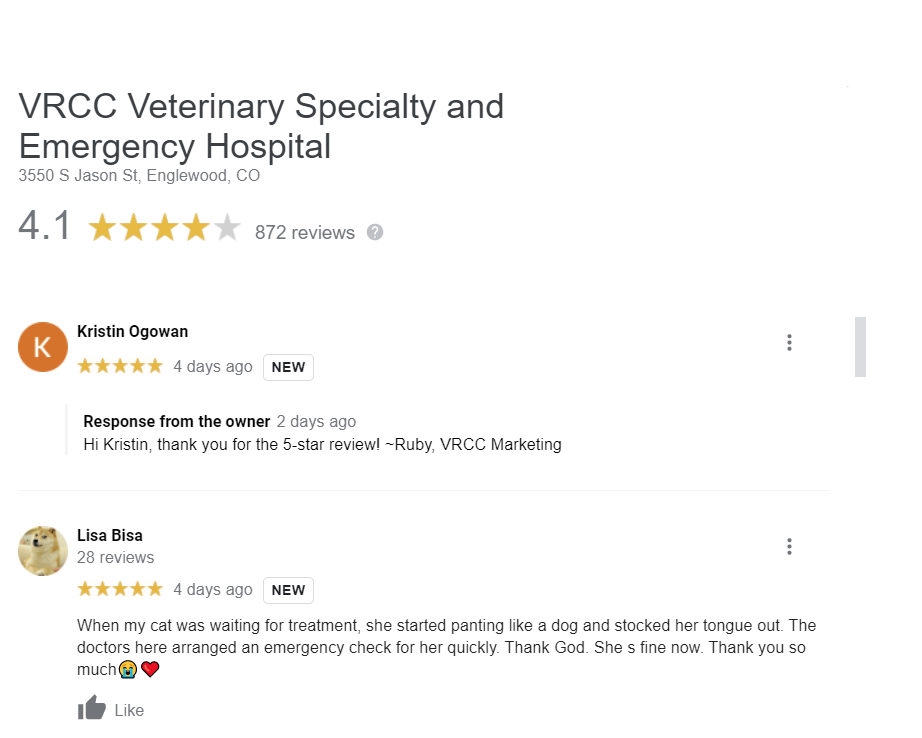 VRCC Veterinary Specialty and
Emergency Hospital
3550 S Jason St, Englewood, CO
4.1 872 reviews ?
K Kristin Ogowan
4 days ago NEW
Response from the owner 2 days ago
Hi Kristin, thank you for the 5-star review! ~Ruby, VRCC Marketing
Lisa Bisa
28 reviews
4 days ago NEW
When my cat was waiting for treatment, she started panting like a dog and stocked her tongue out. The
doctors here arranged an emergency check for her quickly. Thank God. She s fine now. Thank you so
much😭❤️
Like